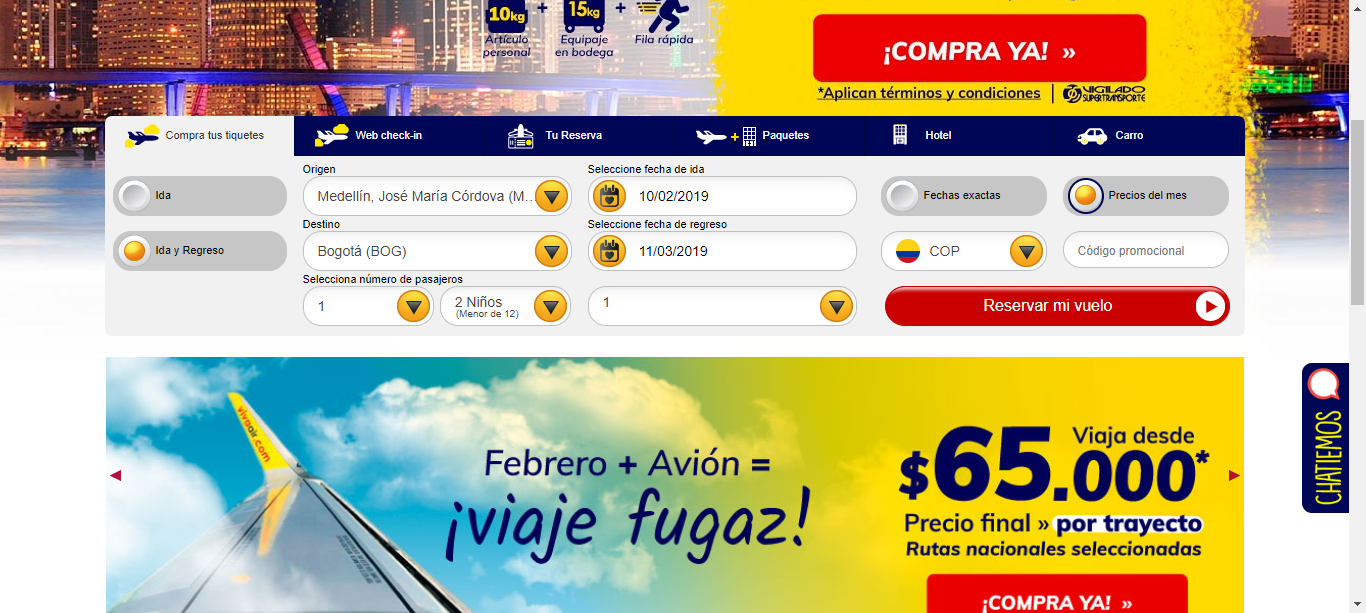 10kg + 15kg +
Artículo personal
Equipaje en bodega
Fila rápida
¡COMPRA YA! »
*Aplican términos y condiciones | VIGILADO SUPERTRANSPORTE
Compra tus tiquetes
Web check-in
Tu Reserva
Paquetes
Hotel
Carro
Ida
Ida y Regreso
Origen
Medellín, José María Córdova (M...
Destino
Bogotá (BOG)
Selecciona número de pasajeros
1
2 Niños
(Menor de 12)
1
Seleccione fecha de ida
10/02/2019
Seleccione fecha de regreso
11/03/2019
Fechas exactas
Precios del mes
COP
Código promocional
Reservar mi vuelo
vivaair.com
Febrero + Avión =
¡viaje fugaz!
Viaja desde
$65.000*
Precio final » por trayecto
Rutas nacionales seleccionadas
¡COMPRA YA! »
CHATIEMOS